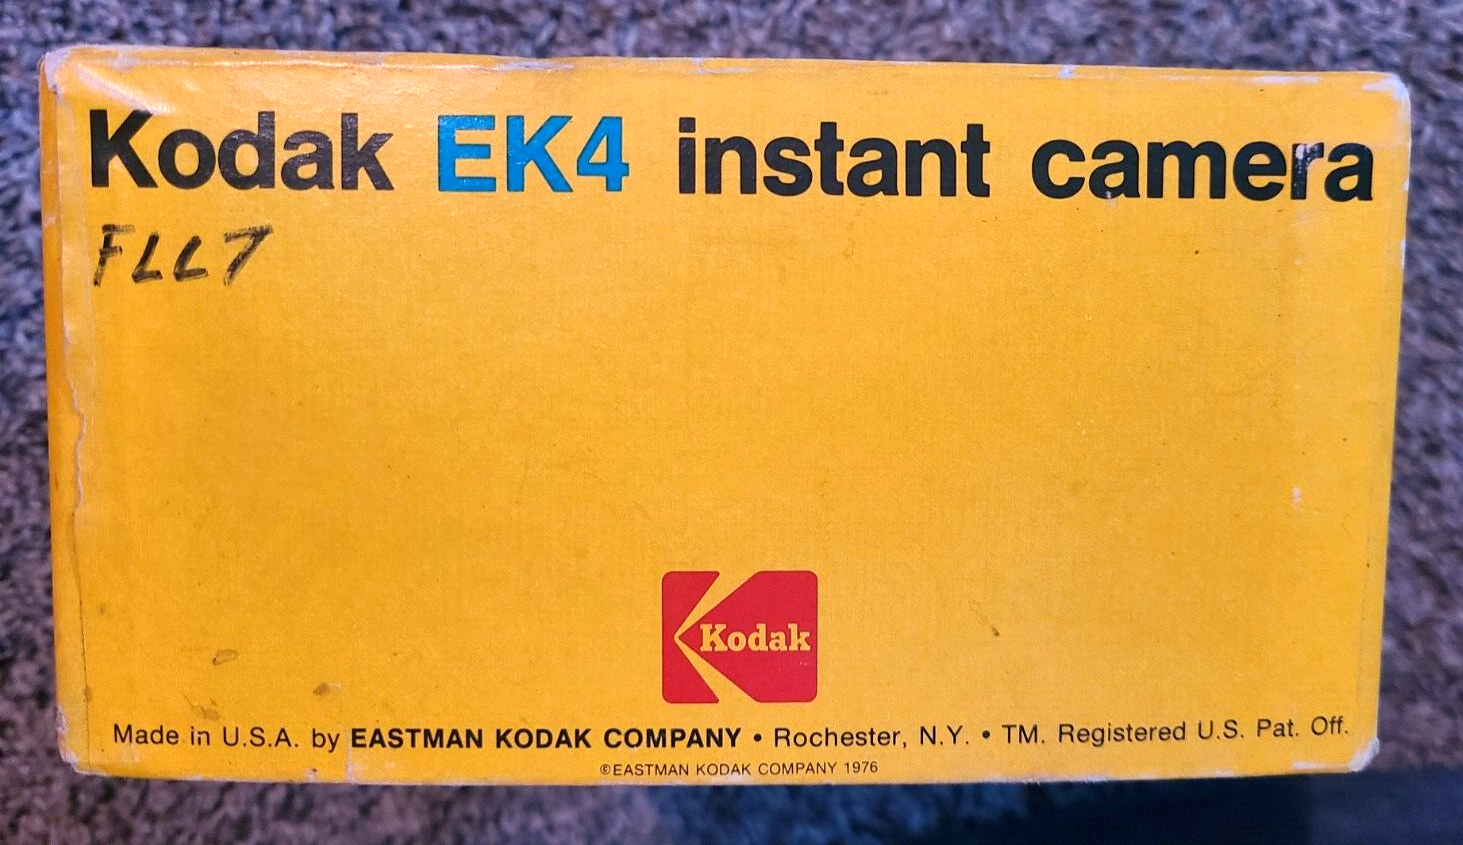 Kodak EK4 instant camera
FLL7
Kodak
Made in U.S.A. by EASTMAN KODAK COMPANY • Rochester, N.Y. • TM. Registered U.S. Pat. Off.
©EASTMAN KODAK COMPANY 1976